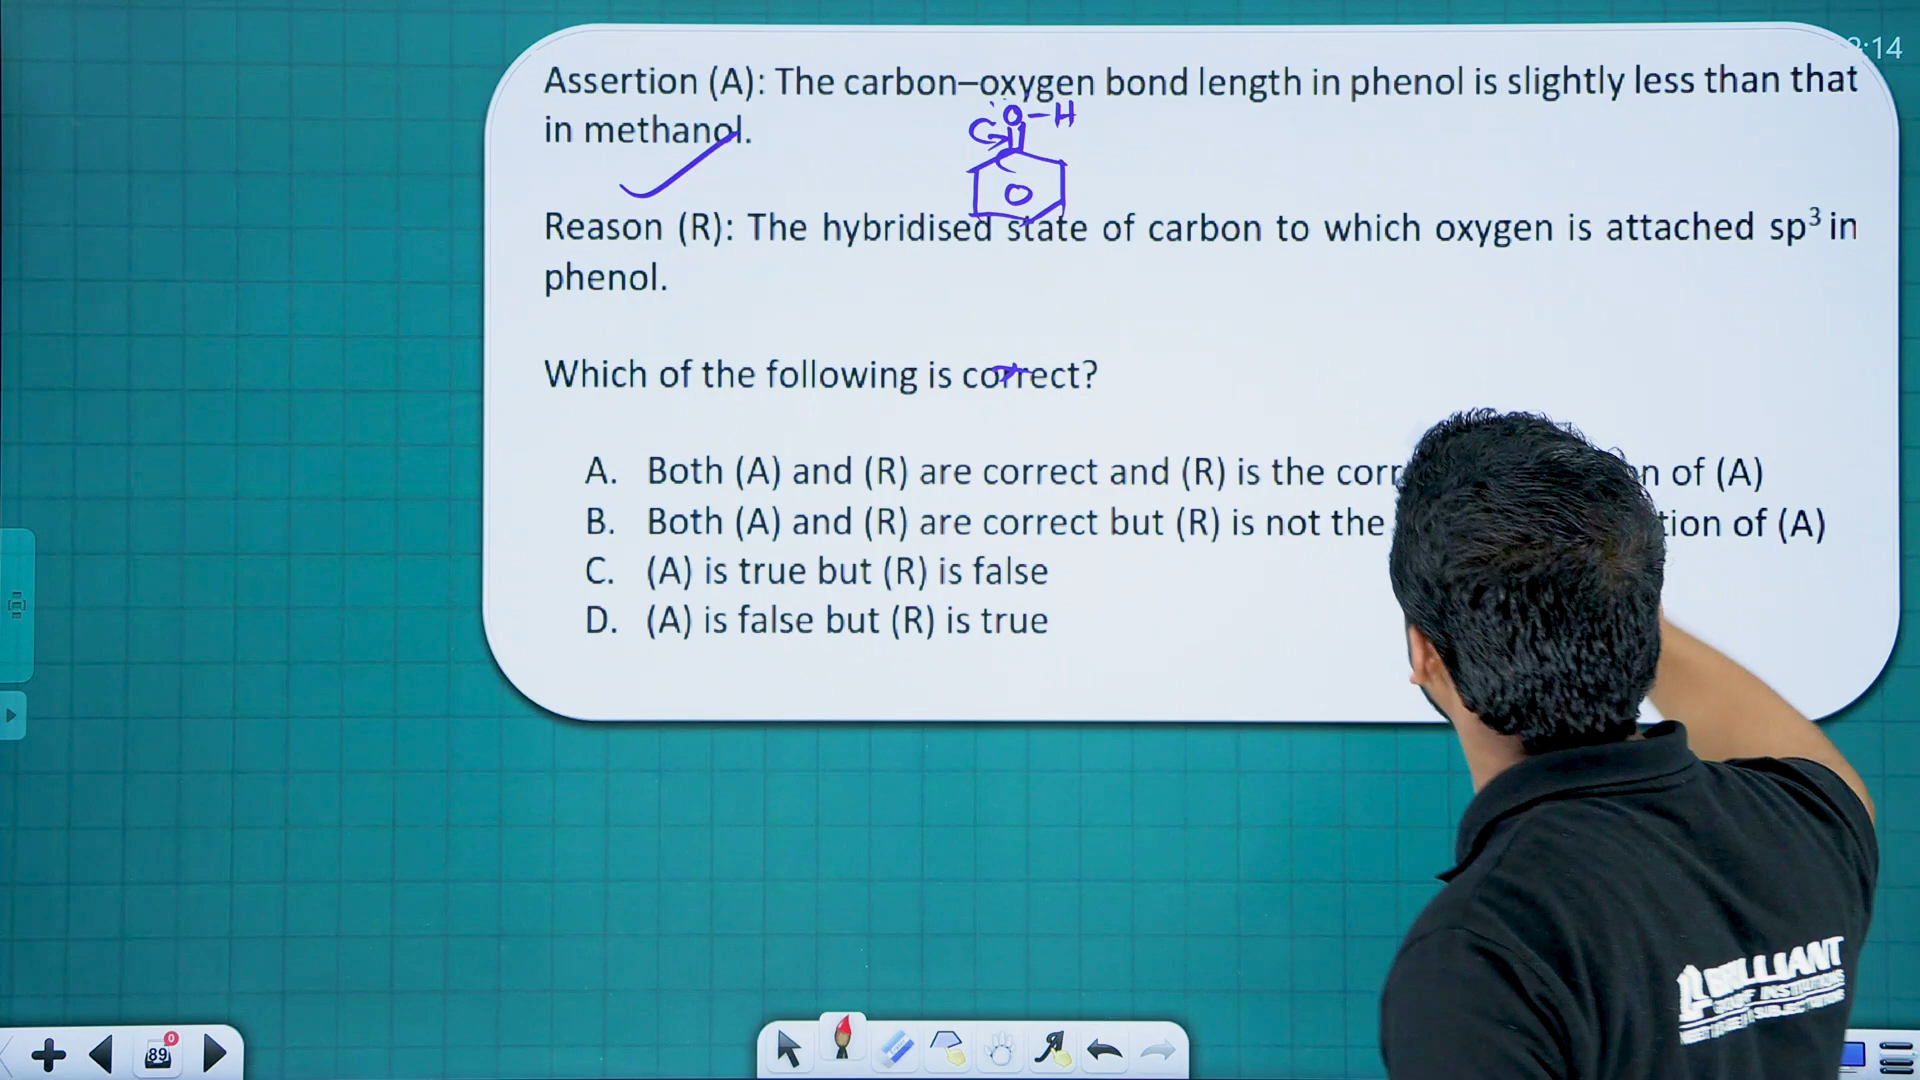 :14
Assertion (A): The carbon–oxygen bond length in phenol is slightly less than that
in methanol.
O–H
Reason (R): The hybridised state of carbon to which oxygen is attached sp³ in
phenol.
Which of the following is correct?
A. Both (A) and (R) are correct and (R) is the corr n of (A)
B. Both (A) and (R) are correct but (R) is not the tion of (A)
C. (A) is true but (R) is false
D. (A) is false but (R) is true
BRILLIANT
89
0